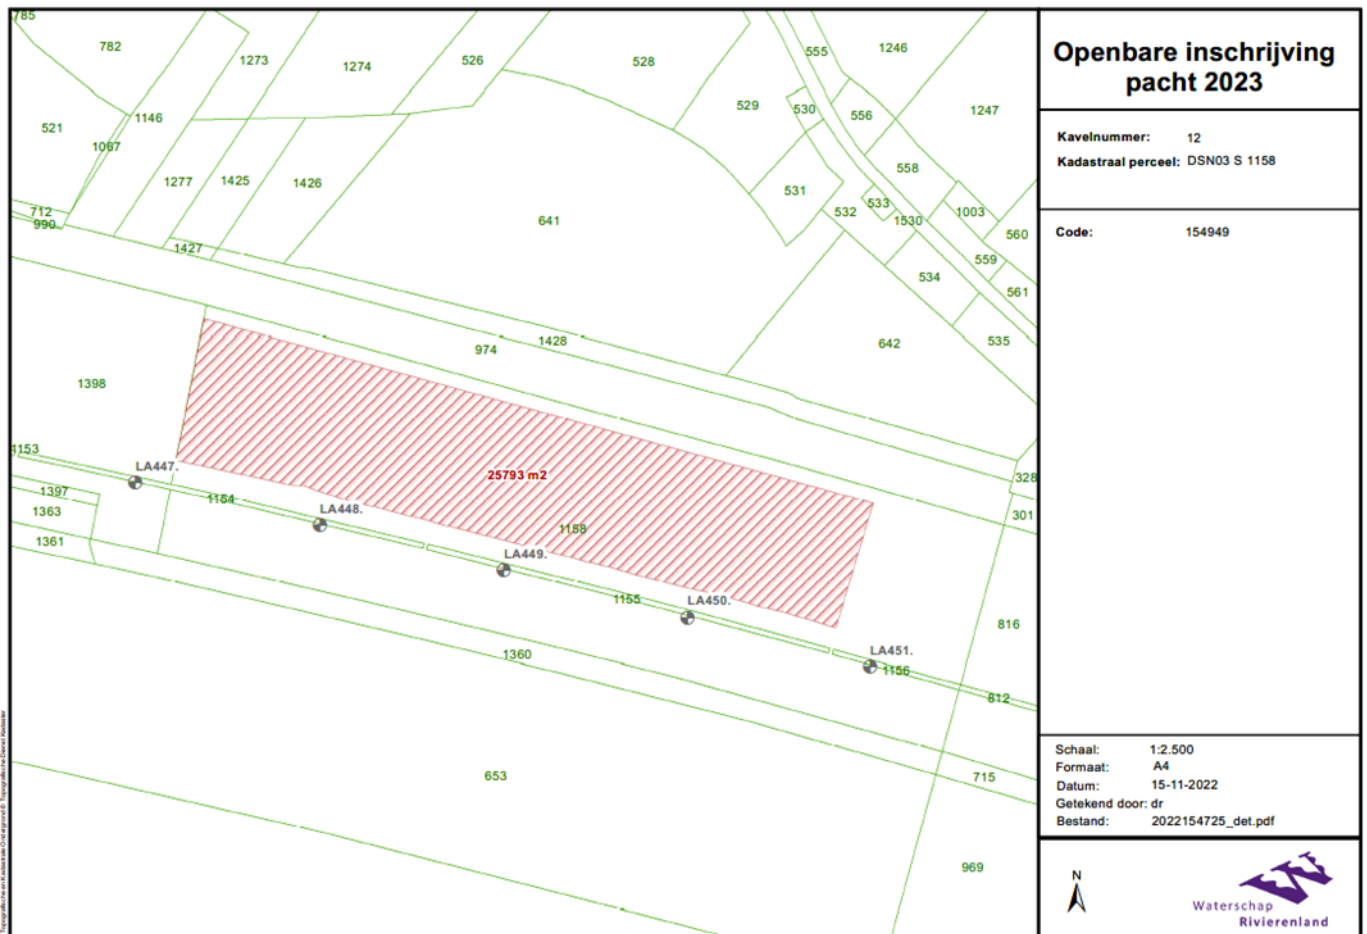 785
782
1273
1274
526
528
555
1246
529
530
556
1247
1146
521
1067
558
1277
1425
1426
531
532
533
1003
712
990
641
1530
560
1427
559
534
561
974
1428
642
535
1398
1153
LA447.
25793 m2
328
1397
1154
LA448.
301
1363
1158
1361
LA449.
1155
LA450.
816
1360
LA451.
1156
812
653
715
969
Openbare inschrijving
pacht 2023
Kavelnummer: 12
Kadastraal perceel: DSN03 S 1158
Code: 154949
Schaal: 1:2.500
Formaat: A4
Datum: 15-11-2022
Getekend door: dr
Bestand: 2022154725_det.pdf
N
Waterschap
Rivierenland